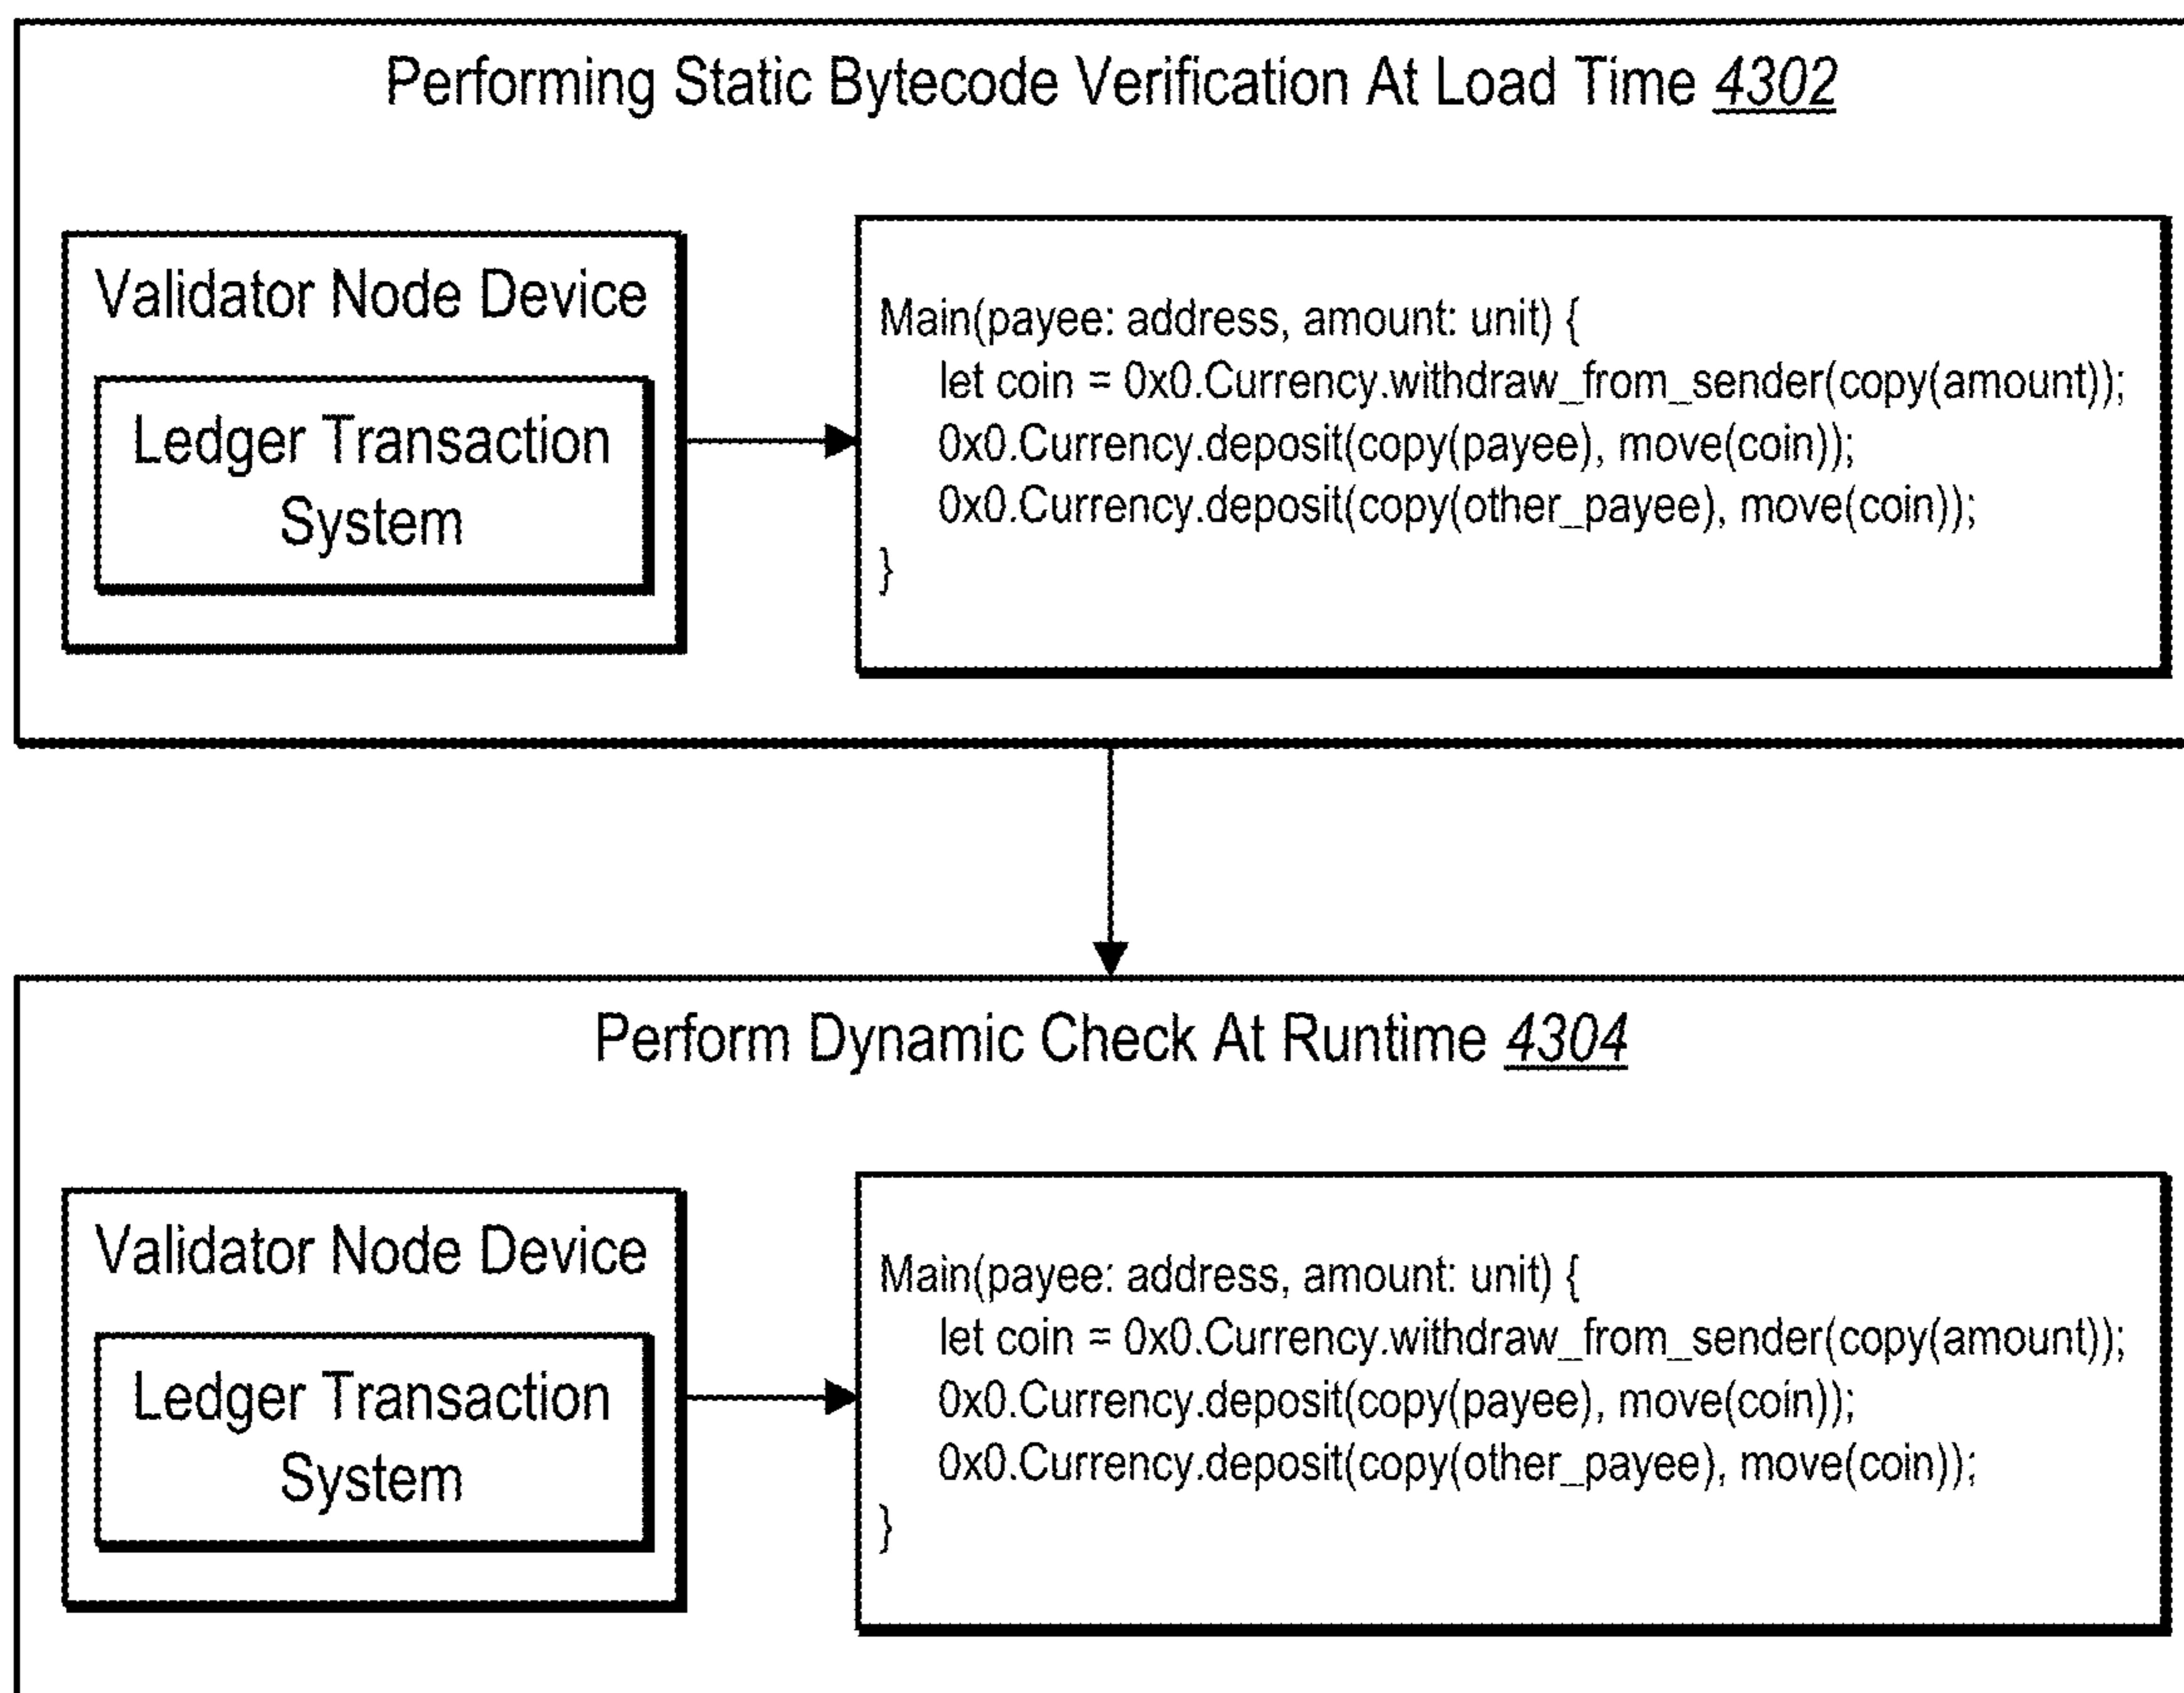 Performing Static Bytecode Verification At Load Time 4302
Validator Node Device
Ledger Transaction
System
Main(payee: address, amount: unit) {
let coin = 0x0.Currency.withdraw_from_sender(copy(amount));
0x0.Currency.deposit(copy(payee), move(coin));
0x0.Currency.deposit(copy(other_payee), move(coin));
}
Perform Dynamic Check At Runtime 4304
Validator Node Device
Ledger Transaction
System
Main(payee: address, amount: unit) {
let coin = 0x0.Currency.withdraw_from_sender(copy(amount));
0x0.Currency.deposit(copy(payee), move(coin));
0x0.Currency.deposit(copy(other_payee), move(coin));
}